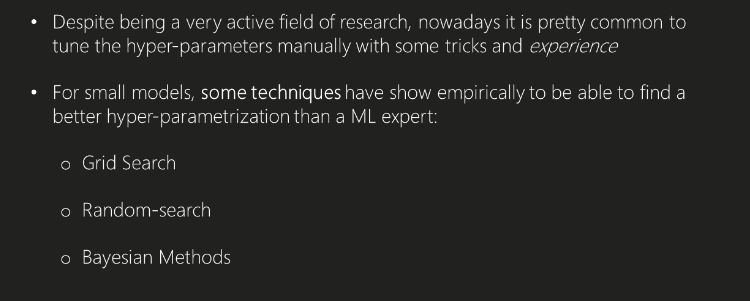 • Despite being a very active field of research, nowadays it is pretty common to
tune the hyper-parameters manually with some tricks and experience
• For small models, some techniques have show empirically to be able to find a
better hyper-parametrization than a ML expert:
o Grid Search
o Random-search
o Bayesian Methods